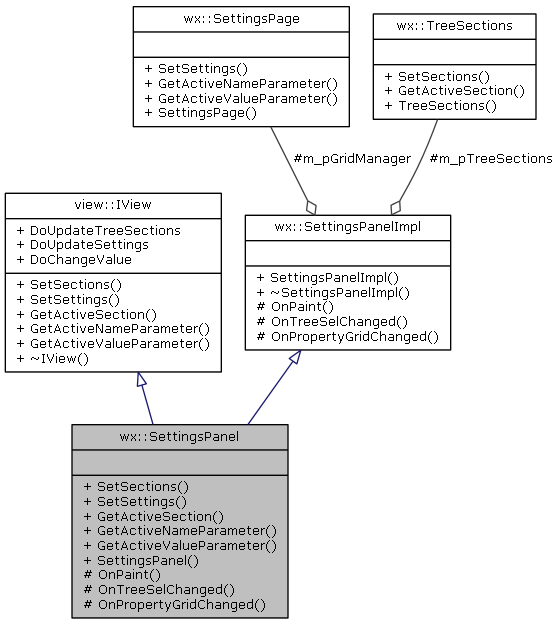 wx::SettingsPage
+ SetSettings()
+ GetActiveNameParameter()
+ GetActiveValueParameter()
+ SettingsPage()
wx::TreeSections
+ SetSections()
+ GetActiveSection()
+ TreeSections()
#m_pGridManager
#m_pTreeSections
view::IView
+ DoUpdateTreeSections
+ DoUpdateSettings
+ DoChangeValue
+ SetSections()
+ SetSettings()
+ GetActiveSection()
+ GetActiveNameParameter()
+ GetActiveValueParameter()
+ ~IView()
wx::SettingsPanelImpl
+ SettingsPanelImpl()
+ ~SettingsPanelImpl()
# OnPaint()
# OnTreeSelChanged()
# OnPropertyGridChanged()
wx::SettingsPanel
+ SetSections()
+ SetSettings()
+ GetActiveSection()
+ GetActiveNameParameter()
+ GetActiveValueParameter()
+ SettingsPanel()
# OnPaint()
# OnTreeSelChanged()
# OnPropertyGridChanged()